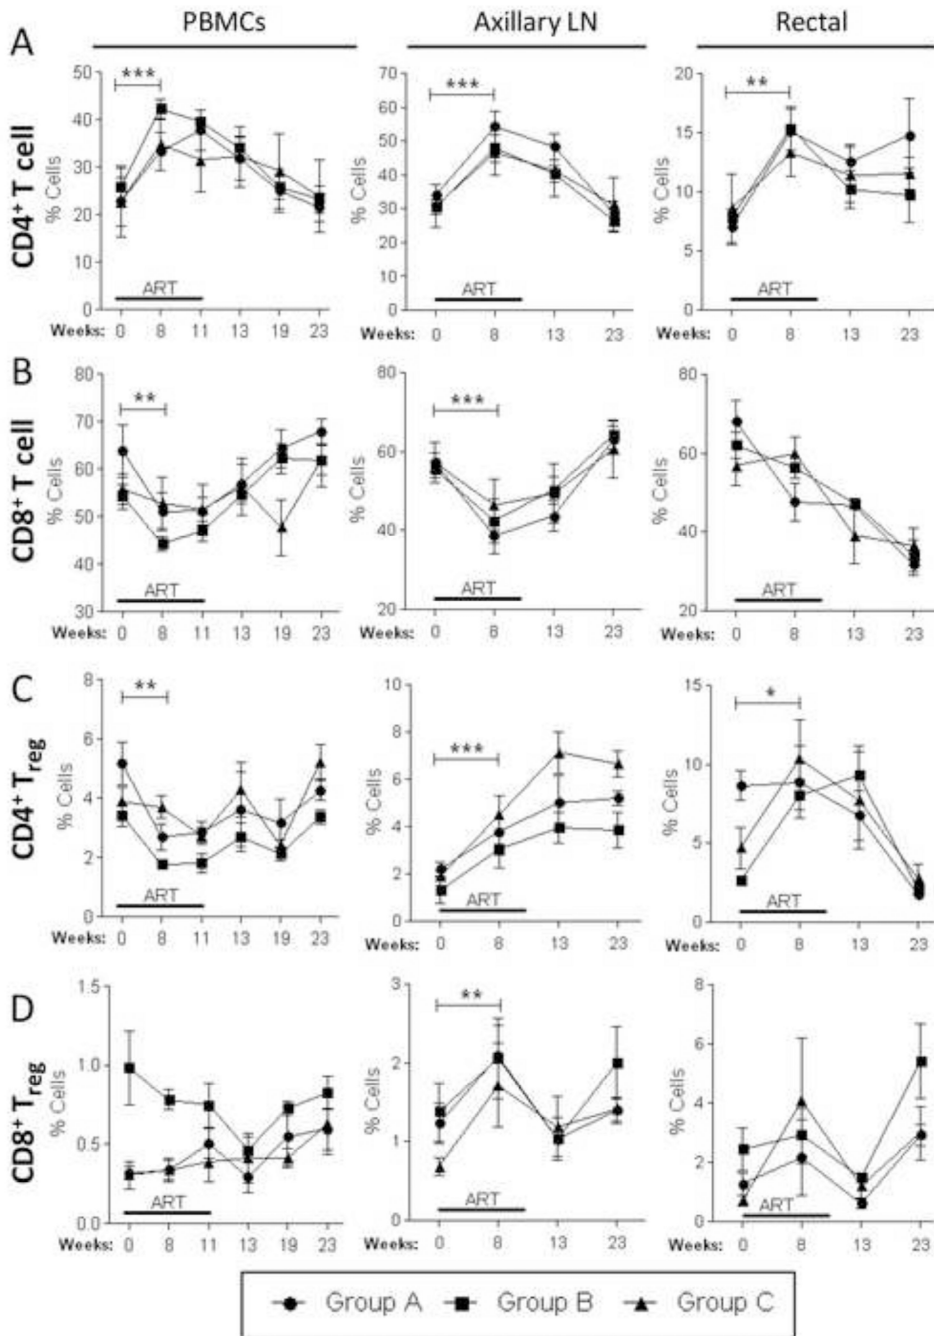 PBMCs Axillary LN Rectal
A
CD4+ T cell
% Cells
50
40
30
20
10
0
***
ART
Weeks: 0 8 11 13 19 23
% Cells
70
60
50
40
30
20
10
0
***
ART
Weeks: 0 8 13 23
% Cells
20
15
10
5
0
**
ART
Weeks: 0 8 13 23
B
CD8+ T cell
% Cells
80
70
60
50
40
30
**
ART
Weeks: 0 8 11 13 19 23
% Cells
80
60
40
20
***
ART
Weeks: 0 8 13 23
% Cells
80
60
40
20
ART
Weeks: 0 8 13 23
C
CD4+ Treg
% Cells
8
6
4
2
0
**
ART
Weeks: 0 8 11 13 19 23
% Cells
10
8
6
4
2
0
***
ART
Weeks: 0 8 13 23
% Cells
15
10
5
0
*
ART
Weeks: 0 8 13 23
D
CD8+ Treg
% Cells
1.5
1.0
0.5
0.0
ART
Weeks: 0 8 11 13 19 23
% Cells
3
2
1
0
**
ART
Weeks: 0 8 13 23
% Cells
8
6
4
2
0
ART
Weeks: 0 8 13 23
Group A Group B Group C